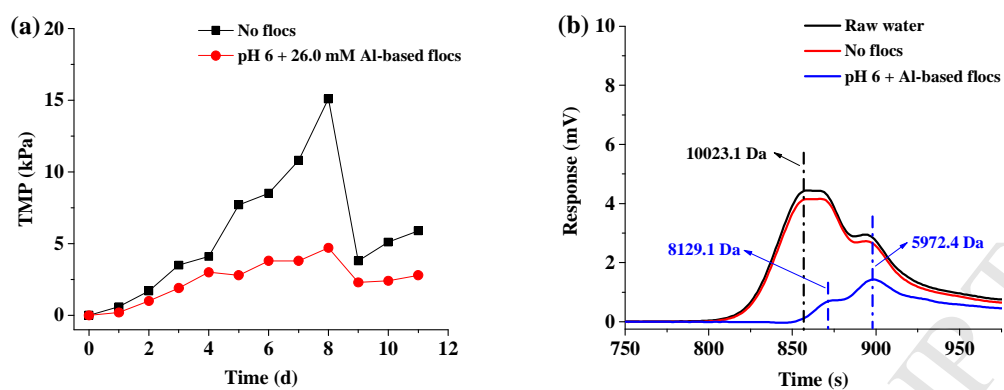 (a)
No flocs
pH 6 + 26.0 mM Al-based flocs
TMP (kPa)
20
15
10
5
0
0 2 4 6 8 10 12
Time (d)
(b)
Raw water
No flocs
pH 6 + Al-based flocs
Response (mV)
10
8
6
4
2
0
10023.1 Da
8129.1 Da
5972.4 Da
750 800 850 900 950
Time (s)